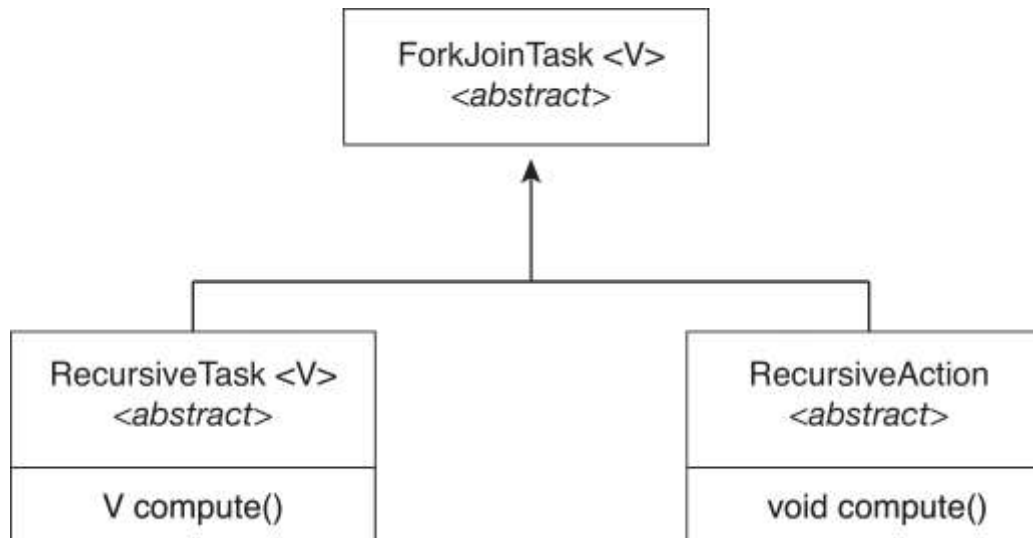 ForkJoinTask <V>
<abstract>
RecursiveTask <V>
<abstract>
V compute()
RecursiveAction
<abstract>
void compute()